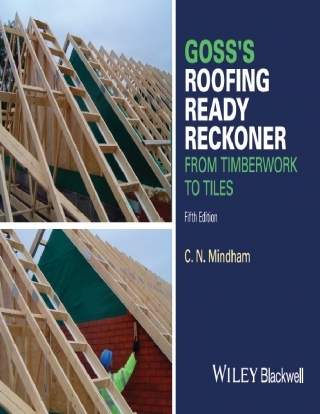 GOSS'S
ROOFING
READY
RECKONER
FROM TIMBERWORK
TO TILES
Fifth Edition
C. N. Mindham
WILEY Blackwell